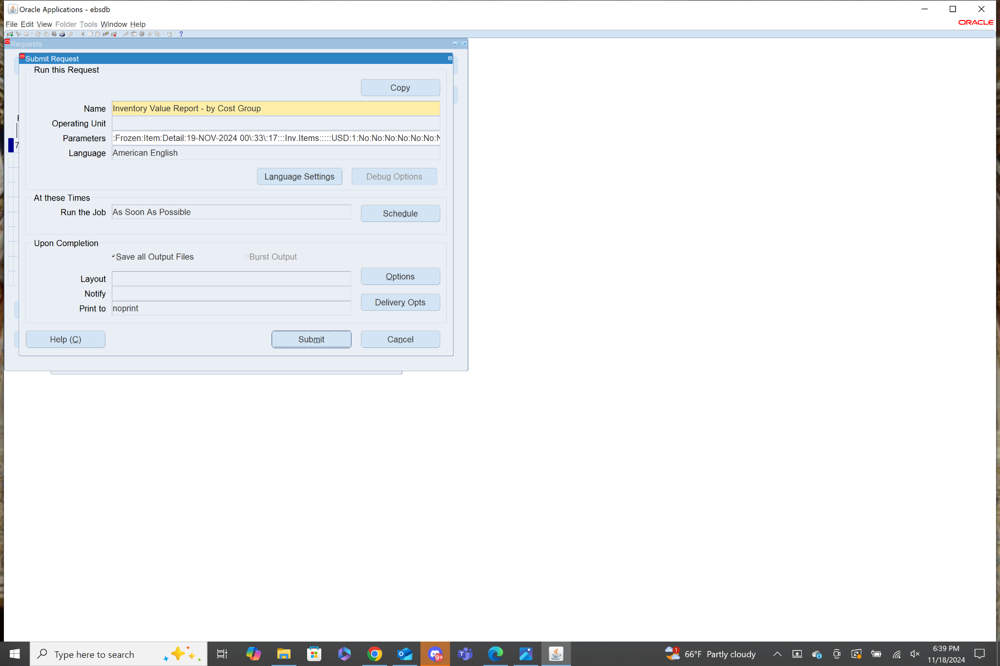 Oracle Applications - ebsdb
File Edit View Folder Tools Window Help
ORACLE
?
Requests
Submit Request
Run this Request
Copy
Name
Inventory Value Report - by Cost Group
Operating Unit
Parameters
:Frozen:Item:Detail:19-NOV-2024 00\:33\:17:::Inv.Items:::::USD:1:No:No:No:No:No:No:N
7
Language
American English
Language Settings
Debug Options
At these Times
Run the Job
As Soon As Possible
Schedule
Upon Completion
Save all Output Files
Burst Output
Layout
Options
Notify
Delivery Opts
Print to
noprint
Help (C)
Submit
Cancel
Type here to search
9+
1
66°F Partly cloudy
6:39 PM
11/18/2024